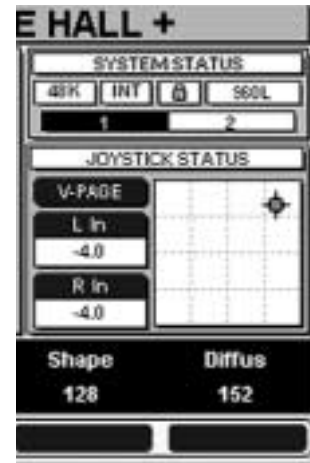 E HALL +
SYSTEM STATUS
48K INT 960L
1 2
JOYSTICK STATUS
V-PAGE
L In
-4.0
R In
-4.0
Shape Diffus
128 152